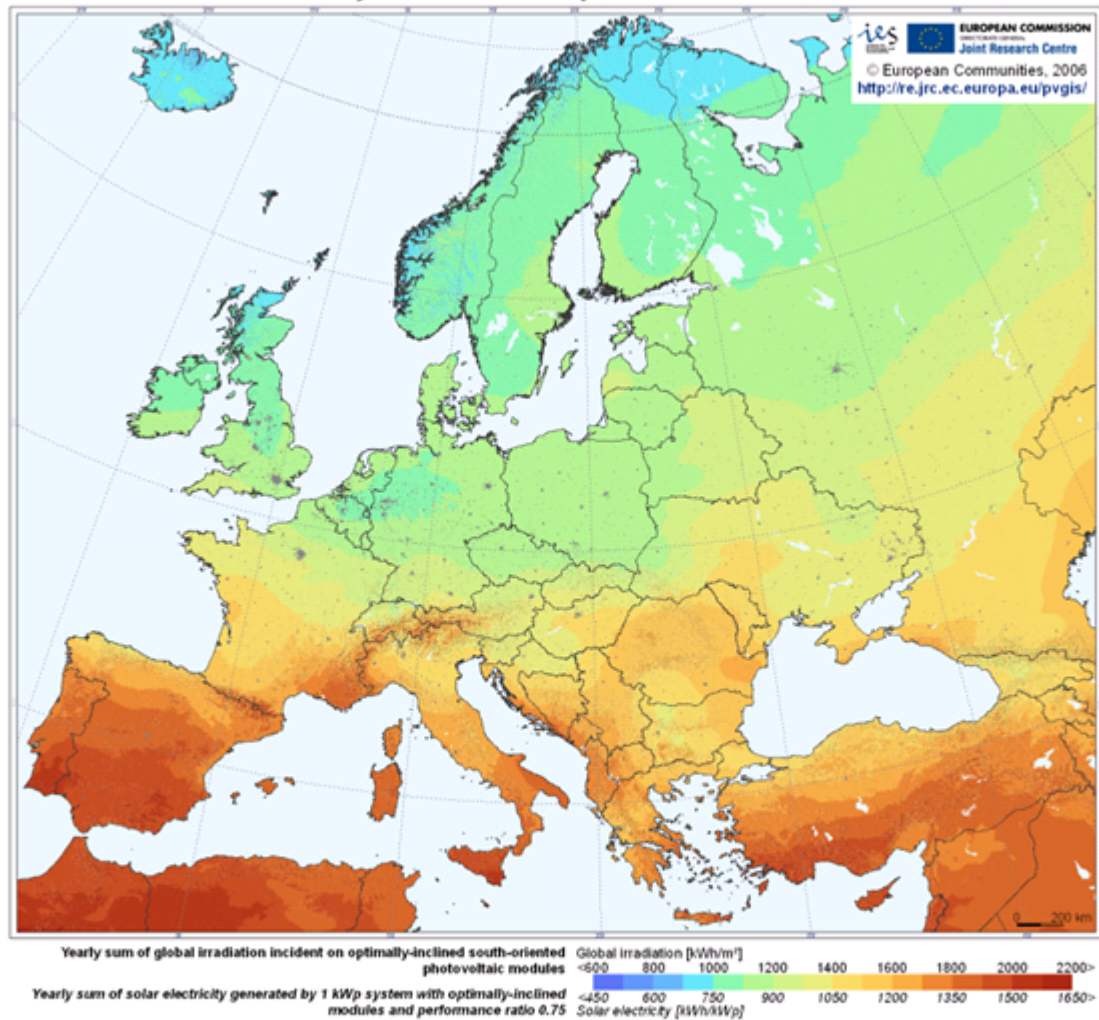 ies
EUROPEAN COMMISSION
DIRECTORATE-GENERAL
Joint Research Centre
© European Communities, 2006
http://re.jrc.ec.europa.eu/pvgis/
0 200 km
Yearly sum of global irradiation incident on optimally-inclined south-oriented
photovoltaic modules
Global irradiation [kWh/m²]
<600 800 1000 1200 1400 1600 1800 2000 2200>
Yearly sum of solar electricity generated by 1 kWp system with optimally-inclined
modules and performance ratio 0.75
<450 600 750 900 1050 1200 1350 1500 1650>
Solar electricity [kWh/kWp]